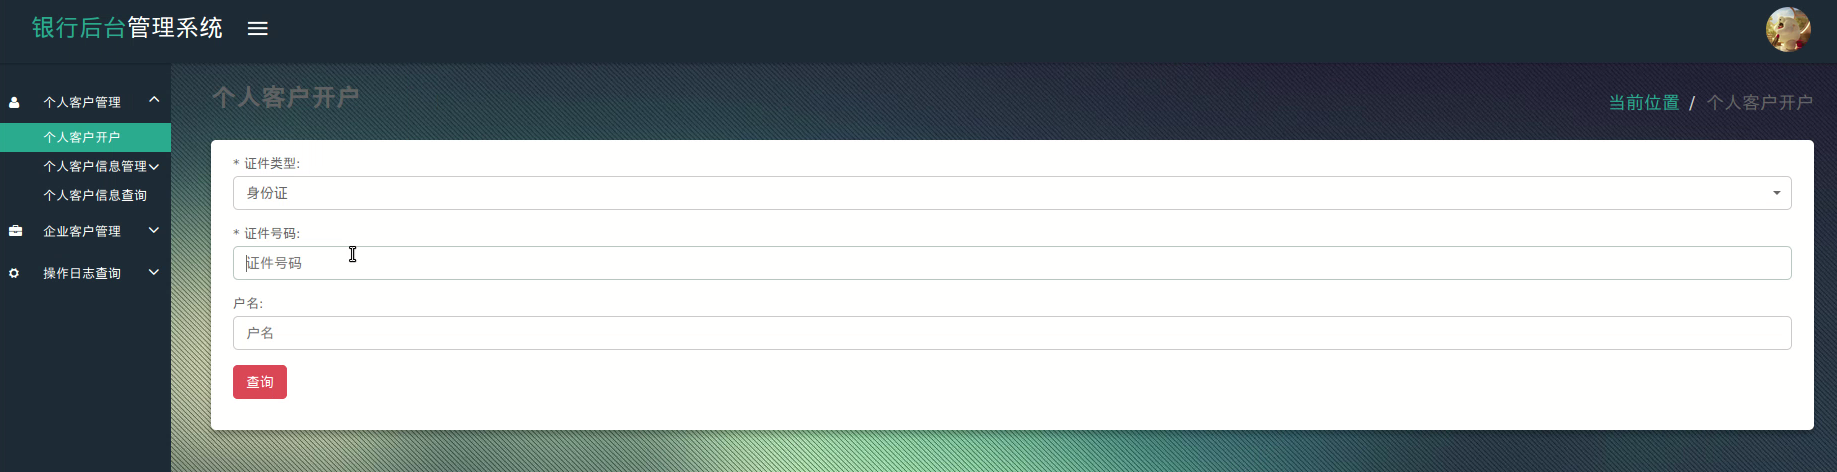 银行后台管理系统
个人客户管理
个人客户开户
个人客户信息管理
个人客户信息查询
企业客户管理
操作日志查询
个人客户开户
当前位置 / 个人客户开户
* 证件类型:
身份证
* 证件号码:
证件号码
户名:
户名
查询